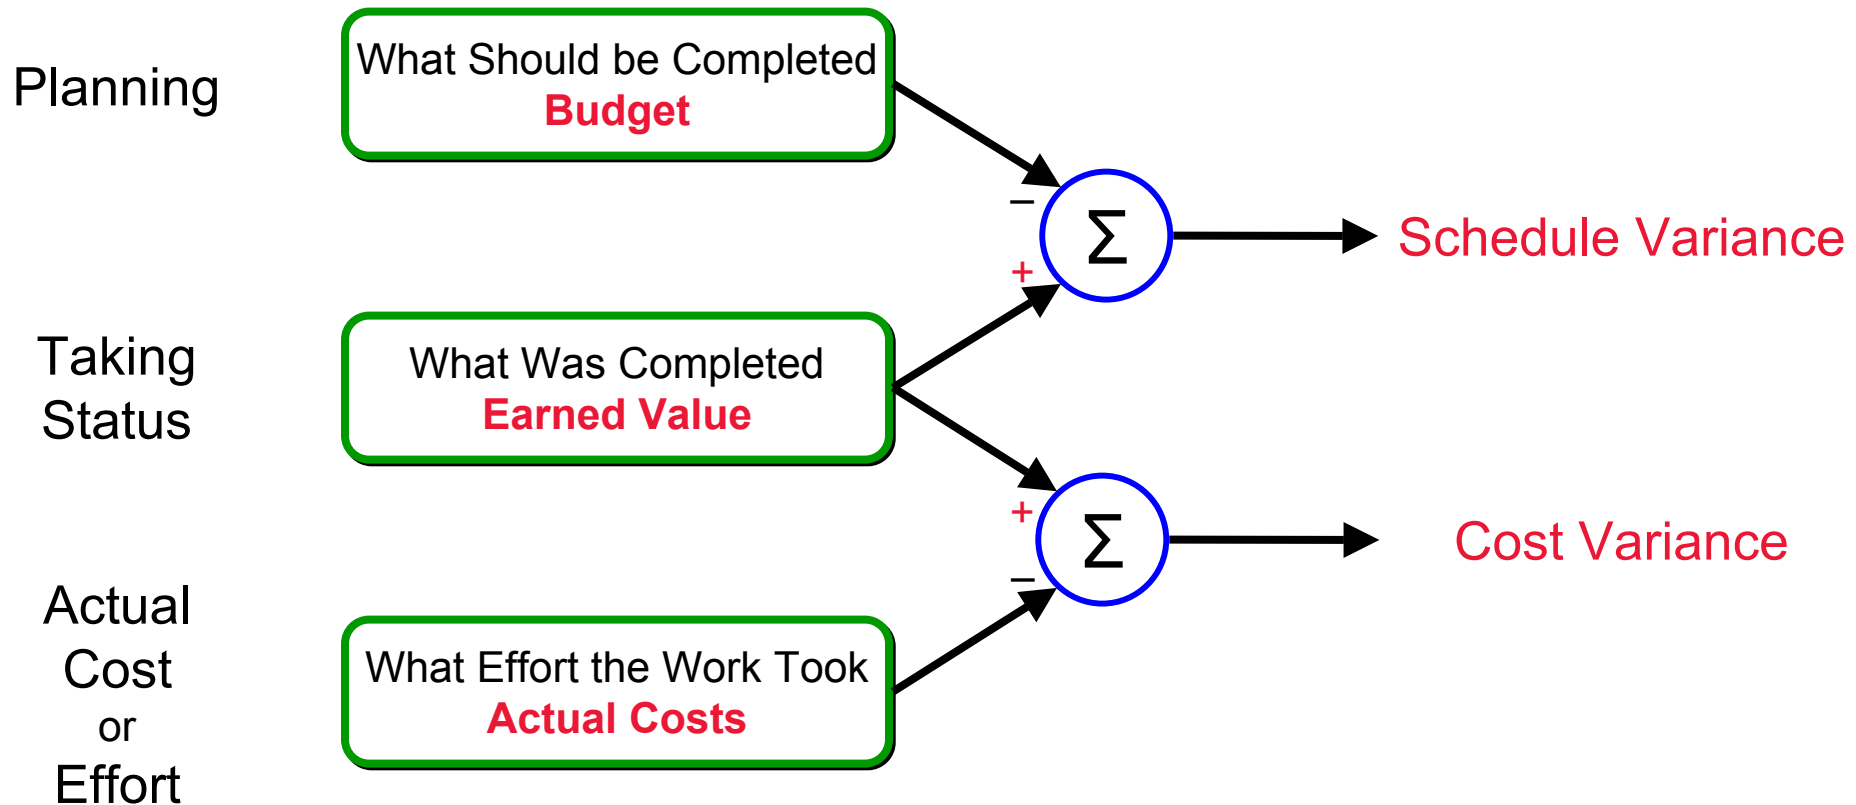 Planning
What Should be Completed
Budget
–
Σ
+
Schedule Variance
Taking
Status
What Was Completed
Earned Value
+
Σ
–
Cost Variance
Actual
Cost
or
Effort
What Effort the Work Took
Actual Costs